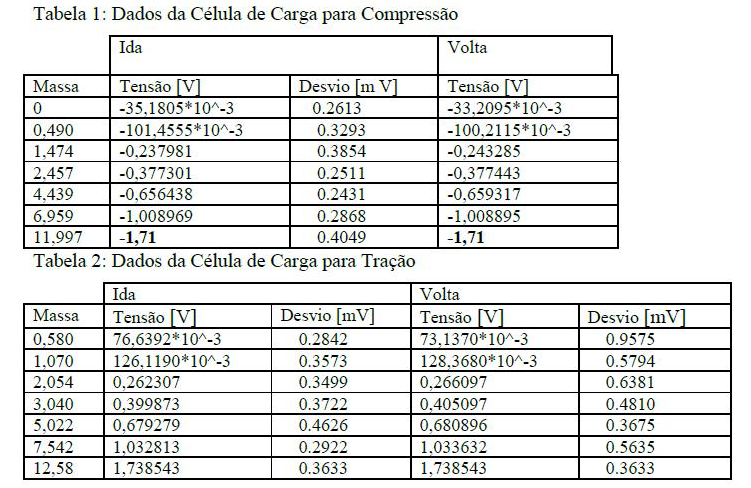 Tabela 1: Dados da Célula de Carga para Compressão
Ida Volta
Massa Tensão [V] Desvio [m V] Tensão [V]
0 -35,1805*10^-3 0.2613 -33,2095*10^-3
0,490 -101,4555*10^-3 0.3293 -100,2115*10^-3
1,474 -0,237981 0.3854 -0,243285
2,457 -0,377301 0.2511 -0,377443
4,439 -0,656438 0.2431 -0,659317
6,959 -1,008969 0.2868 -1,008895
11,997 -1,71 0.4049 -1,71
Tabela 2: Dados da Célula de Carga para Tração
Ida Volta
Massa Tensão [V] Desvio [mV] Tensão [V] Desvio [mV]
0,580 76,6392*10^-3 0.2842 73,1370*10^-3 0.9575
1,070 126,1190*10^-3 0.3573 128,3680*10^-3 0.5794
2,054 0,262307 0.3499 0,266097 0.6381
3,040 0,399873 0.3722 0,405097 0.4810
5,022 0,679279 0.4626 0,680896 0.3675
7,542 1,032813 0.2922 1,033632 0.5635
12,58 1,738543 0.3633 1,738543 0.3633